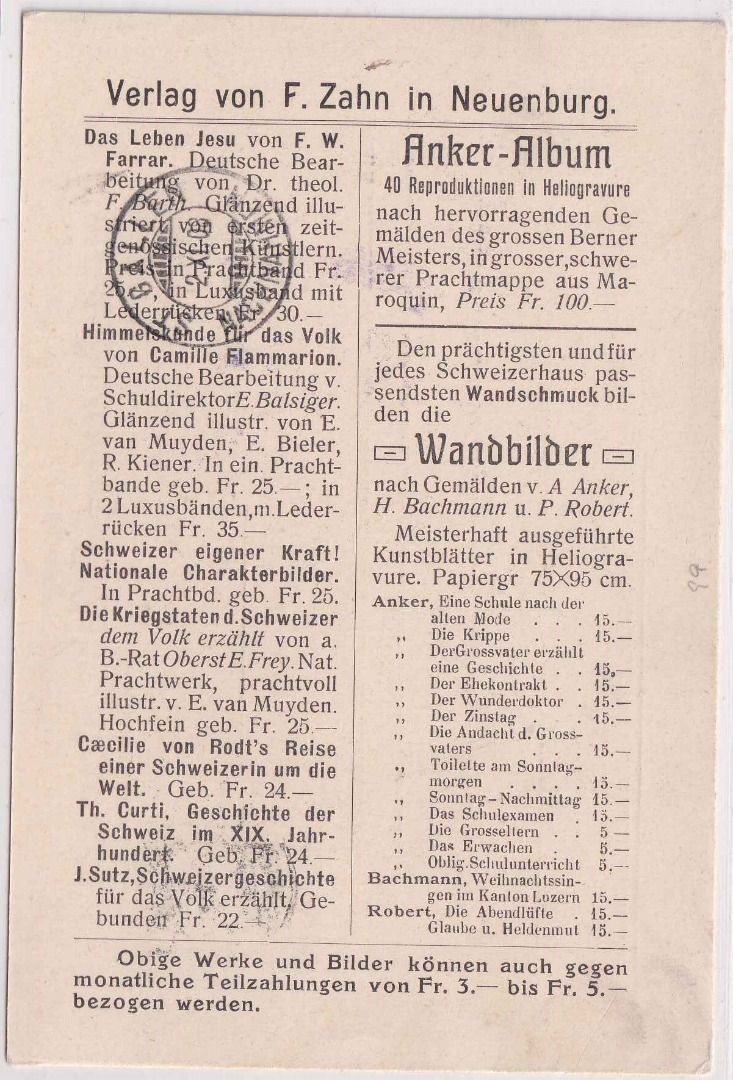 Verlag von F. Zahn in Neuenburg.
Das Leben Jesu von F. W.
Farrar. Deutsche Bear-
beitung von Dr. theol.
F. Barth. Glänzend illu-
striert von ersten zeit-
genössischen Künstlern.
Preis in Prachtband Fr.
25.—, in Luxusband mit
Lederrücken Fr. 30.—
Himmelskunde für das Volk
von Camille Flammarion.
Deutsche Bearbeitung v.
Schuldirektor E. Balsiger.
Glänzend illustr. von E.
van Muyden, E. Bieler,
R. Kiener. In ein. Pracht-
bande geb. Fr. 25.—; in
2 Luxusbänden, m. Leder-
rücken Fr. 35.—
Schweizer eigener Kraft!
Nationale Charakterbilder.
In Prachtbd. geb. Fr. 25.
Die Kriegstaten d. Schweizer
dem Volk erzählt von a.
B.-Rat Oberst E. Frey. Nat.
Prachtwerk, prachtvoll
illustr. v. E. van Muyden.
Hochfein geb. Fr. 25.—
Cæcilie von Rodt's Reise
einer Schweizerin um die
Welt. Geb. Fr. 24.—
Th. Curti, Geschichte der
Schweiz im XIX. Jahr-
hundert. Geb. Fr. 24.—
J. Sutz, Schweizergeschichte
für das Volk erzählt. Ge-
bunden Fr. 22.—
Anker-Album
40 Reproduktionen in Heliogravure
nach hervorragenden Ge-
mälden des grossen Berner
Meisters, in grosser, schwe-
rer Prachtmappe aus Ma-
roquin, Preis Fr. 100.—
Den prächtigsten und für
jedes Schweizerhaus pas-
sendsten Wandschmuck bil-
den die
Wandbilder
nach Gemälden v. A Anker,
H. Bachmann u. P. Robert.
Meisterhaft ausgeführte
Kunstblätter in Heliogra-
vure. Papiergr 75X95 cm.
Anker, Eine Schule nach der
alten Mode . . . 15.—
„ Die Krippe . . . 15.—
„ Der Grossvater erzählt
eine Geschichte . . 15.—
„ Der Ehekontrakt . . 15.—
„ Der Wunderdoktor . 15.—
„ Der Zinstag . . 15.—
„ Die Andacht d. Gross-
vaters . . . 15.—
„ Toilette am Sonntag-
morgen . . . . 15.—
„ Sonntag-Nachmittag 15.—
„ Das Schulexamen . 15.—
„ Die Grosseltern . . 5 —
„ Das Erwachen . 5.—
„ Oblig. Schulunterricht 5.—
Bachmann, Weihnachtssin-
gen im Kanton Luzern 15.—
Robert, Die Abendlüfte . 15.—
Glaube u. Heldenmut 15.—
Obige Werke und Bilder können auch gegen
monatliche Teilzahlungen von Fr. 3.— bis Fr. 5.—
bezogen werden.